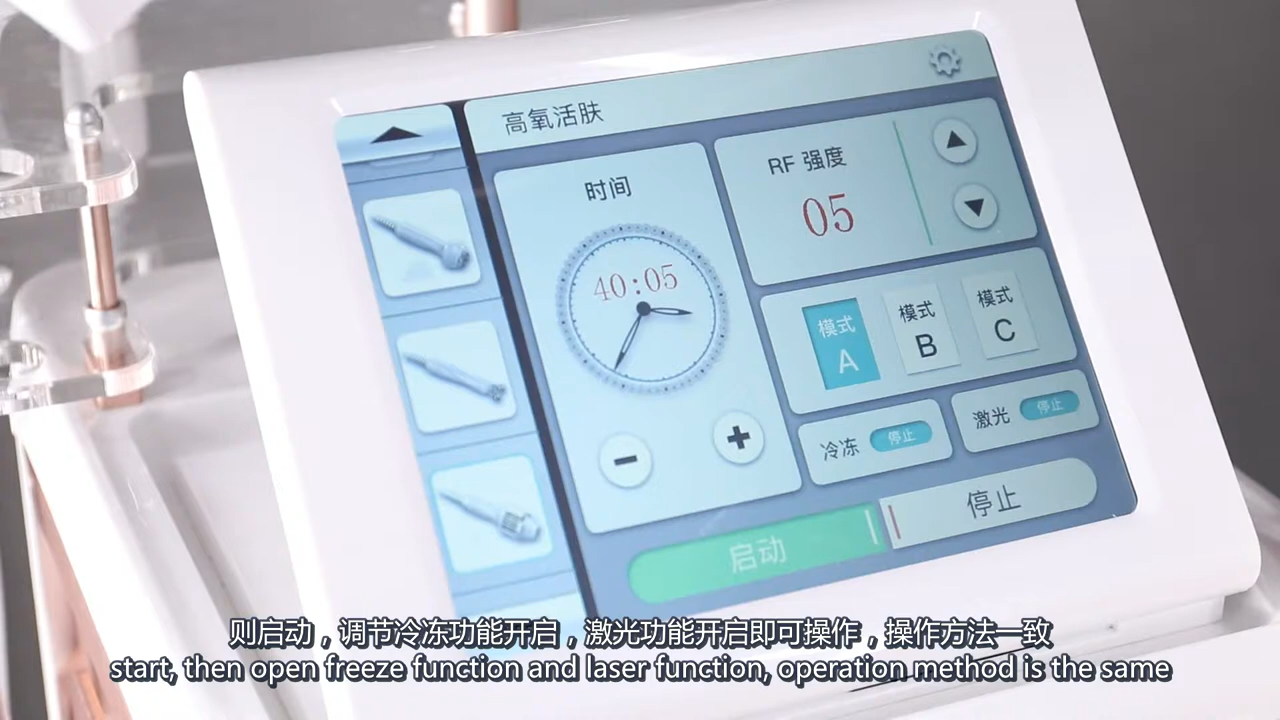 高氧活肤
时间
40:05
RF 强度
05
模式
A
模式
B
模式
C
冷冻 停止
激光 停止
启动
停止
则启动，调节冷冻功能开启，激光功能开启即可操作，操作方法一致
start, then open freeze function and laser function, operation method is the same